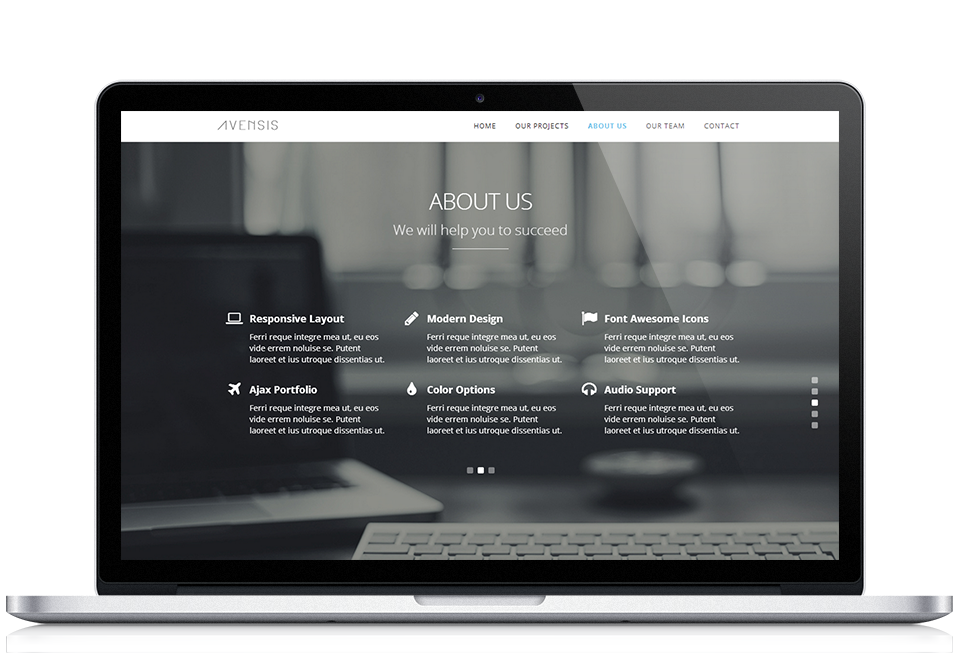 AVENSIS
HOME OUR PROJECTS ABOUT US OUR TEAM CONTACT
ABOUT US
We will help you to succeed
Responsive Layout
Ferri reque integre mea ut, eu eos
vide errem noluise se. Putent
laoreet et ius utroque dissentias ut.
Modern Design
Ferri reque integre mea ut, eu eos
vide errem noluise se. Putent
laoreet et ius utroque dissentias ut.
Font Awesome Icons
Ferri reque integre mea ut, eu eos
vide errem noluise se. Putent
laoreet et ius utroque dissentias ut.
Ajax Portfolio
Ferri reque integre mea ut, eu eos
vide errem noluise se. Putent
laoreet et ius utroque dissentias ut.
Color Options
Ferri reque integre mea ut, eu eos
vide errem noluise se. Putent
laoreet et ius utroque dissentias ut.
Audio Support
Ferri reque integre mea ut, eu eos
vide errem noluise se. Putent
laoreet et ius utroque dissentias ut.